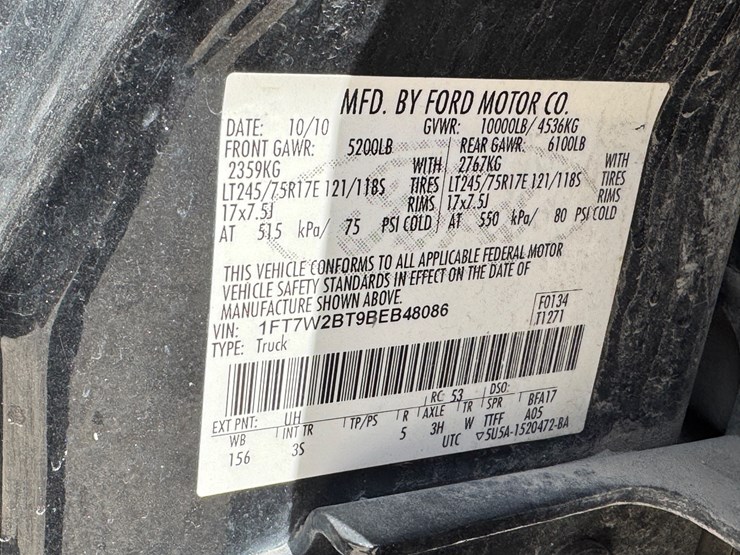 MFD. BY FORD MOTOR CO.
DATE: 10/10 GVWR: 10000LB/4536KG
FRONT GAWR: 5200LB REAR GAWR: 6100LB
2359KG WITH 2767KG WITH
LT245/75R17E 121/118S TIRES LT245/75R17E 121/118S TIRES
17x7.5J RIMS 17x7.5J RIMS
AT 515 kPa/ 75 PSI COLD AT 550 kPa/ 80 PSI COLD
THIS VEHICLE CONFORMS TO ALL APPLICABLE FEDERAL MOTOR
VEHICLE SAFETY STANDARDS IN EFFECT ON THE DATE OF
MANUFACTURE SHOWN ABOVE.
VIN: 1FT7W2BT9BEB48086 F0134
TYPE: Truck T1271
EXT PNT: UH RC: 53 DSO:
WB INT TR TP/PS R AXLE TR SPR BFA17
156 3S 5 3H W TTFF A05
UTC ▽5U5A-1520472-BA